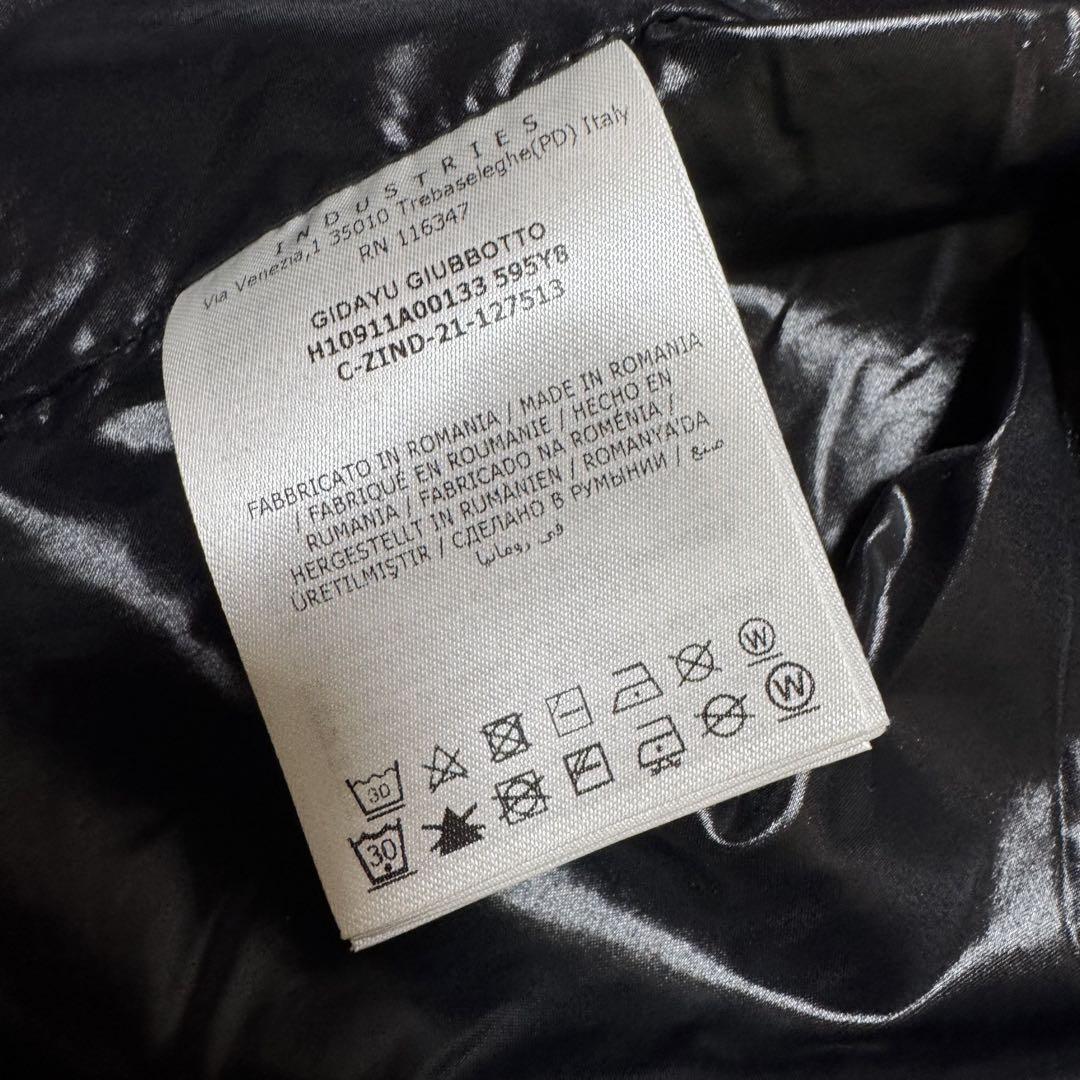 INDUSTRIES
Via Venezia,1 35010 Trebaseleghe(PD) Italy
RN 116347
GIDAYU GIUBBOTTO
H10911A00133 595YB
C-ZIND-21-127513
FABBRICATO IN ROMANIA / MADE IN ROMANIA
/ FABRIQUÉ EN ROUMANIE / HECHO EN
RUMANIA / FABRICADO NA ROMÉNIA /
HERGESTELLT IN RUMÄNIEN / ROMANYA'DA
ÜRETILMIŞTIR / СДЕЛАНО В РУМЫНИИ / صنع
في رومانيا
30 W
30 W